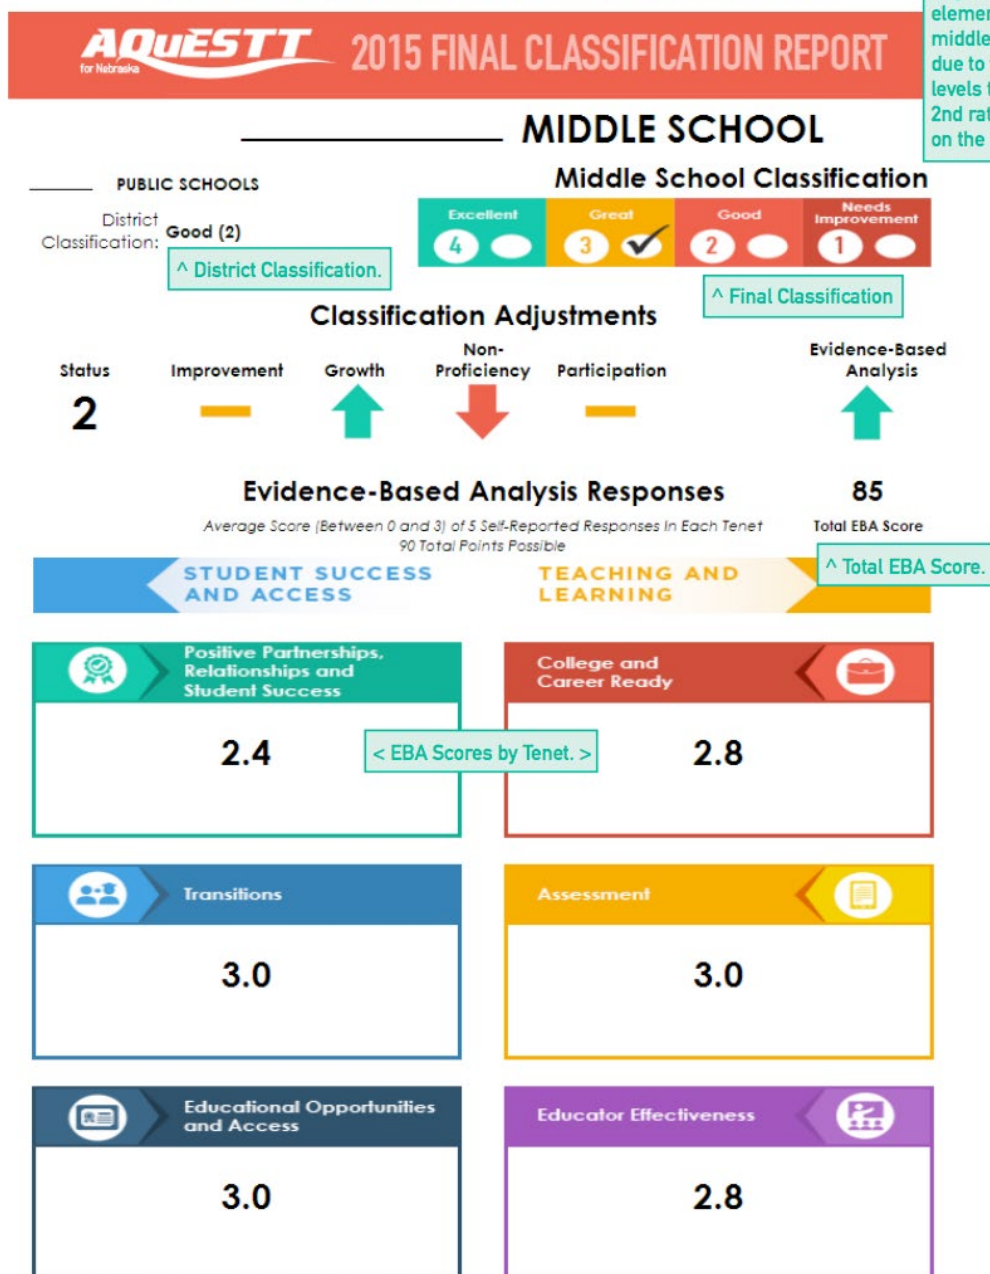 elemen
middle
due to
levels t
2nd rat
on the
AQuESTT
for Nebraska
2015 FINAL CLASSIFICATION REPORT
MIDDLE SCHOOL
PUBLIC SCHOOLS
District
Classification:
Good (2)
^ District Classification.
Middle School Classification
Excellent
4
Great
3
Good
2
Needs
Improvement
1
^ Final Classification
Classification Adjustments
Status
2
Improvement
Growth
Non-
Proficiency
Participation
Evidence-Based
Analysis
Evidence-Based Analysis Responses
Average Score (Between 0 and 3) of 5 Self-Reported Responses In Each Tenet
90 Total Points Possible
85
Total EBA Score
^ Total EBA Score.
STUDENT SUCCESS
AND ACCESS
TEACHING AND
LEARNING
Positive Partnerships,
Relationships and
Student Success
2.4
< EBA Scores by Tenet. >
College and
Career Ready
2.8
Transitions
3.0
Assessment
3.0
Educational Opportunities
and Access
3.0
Educator Effectiveness
2.8